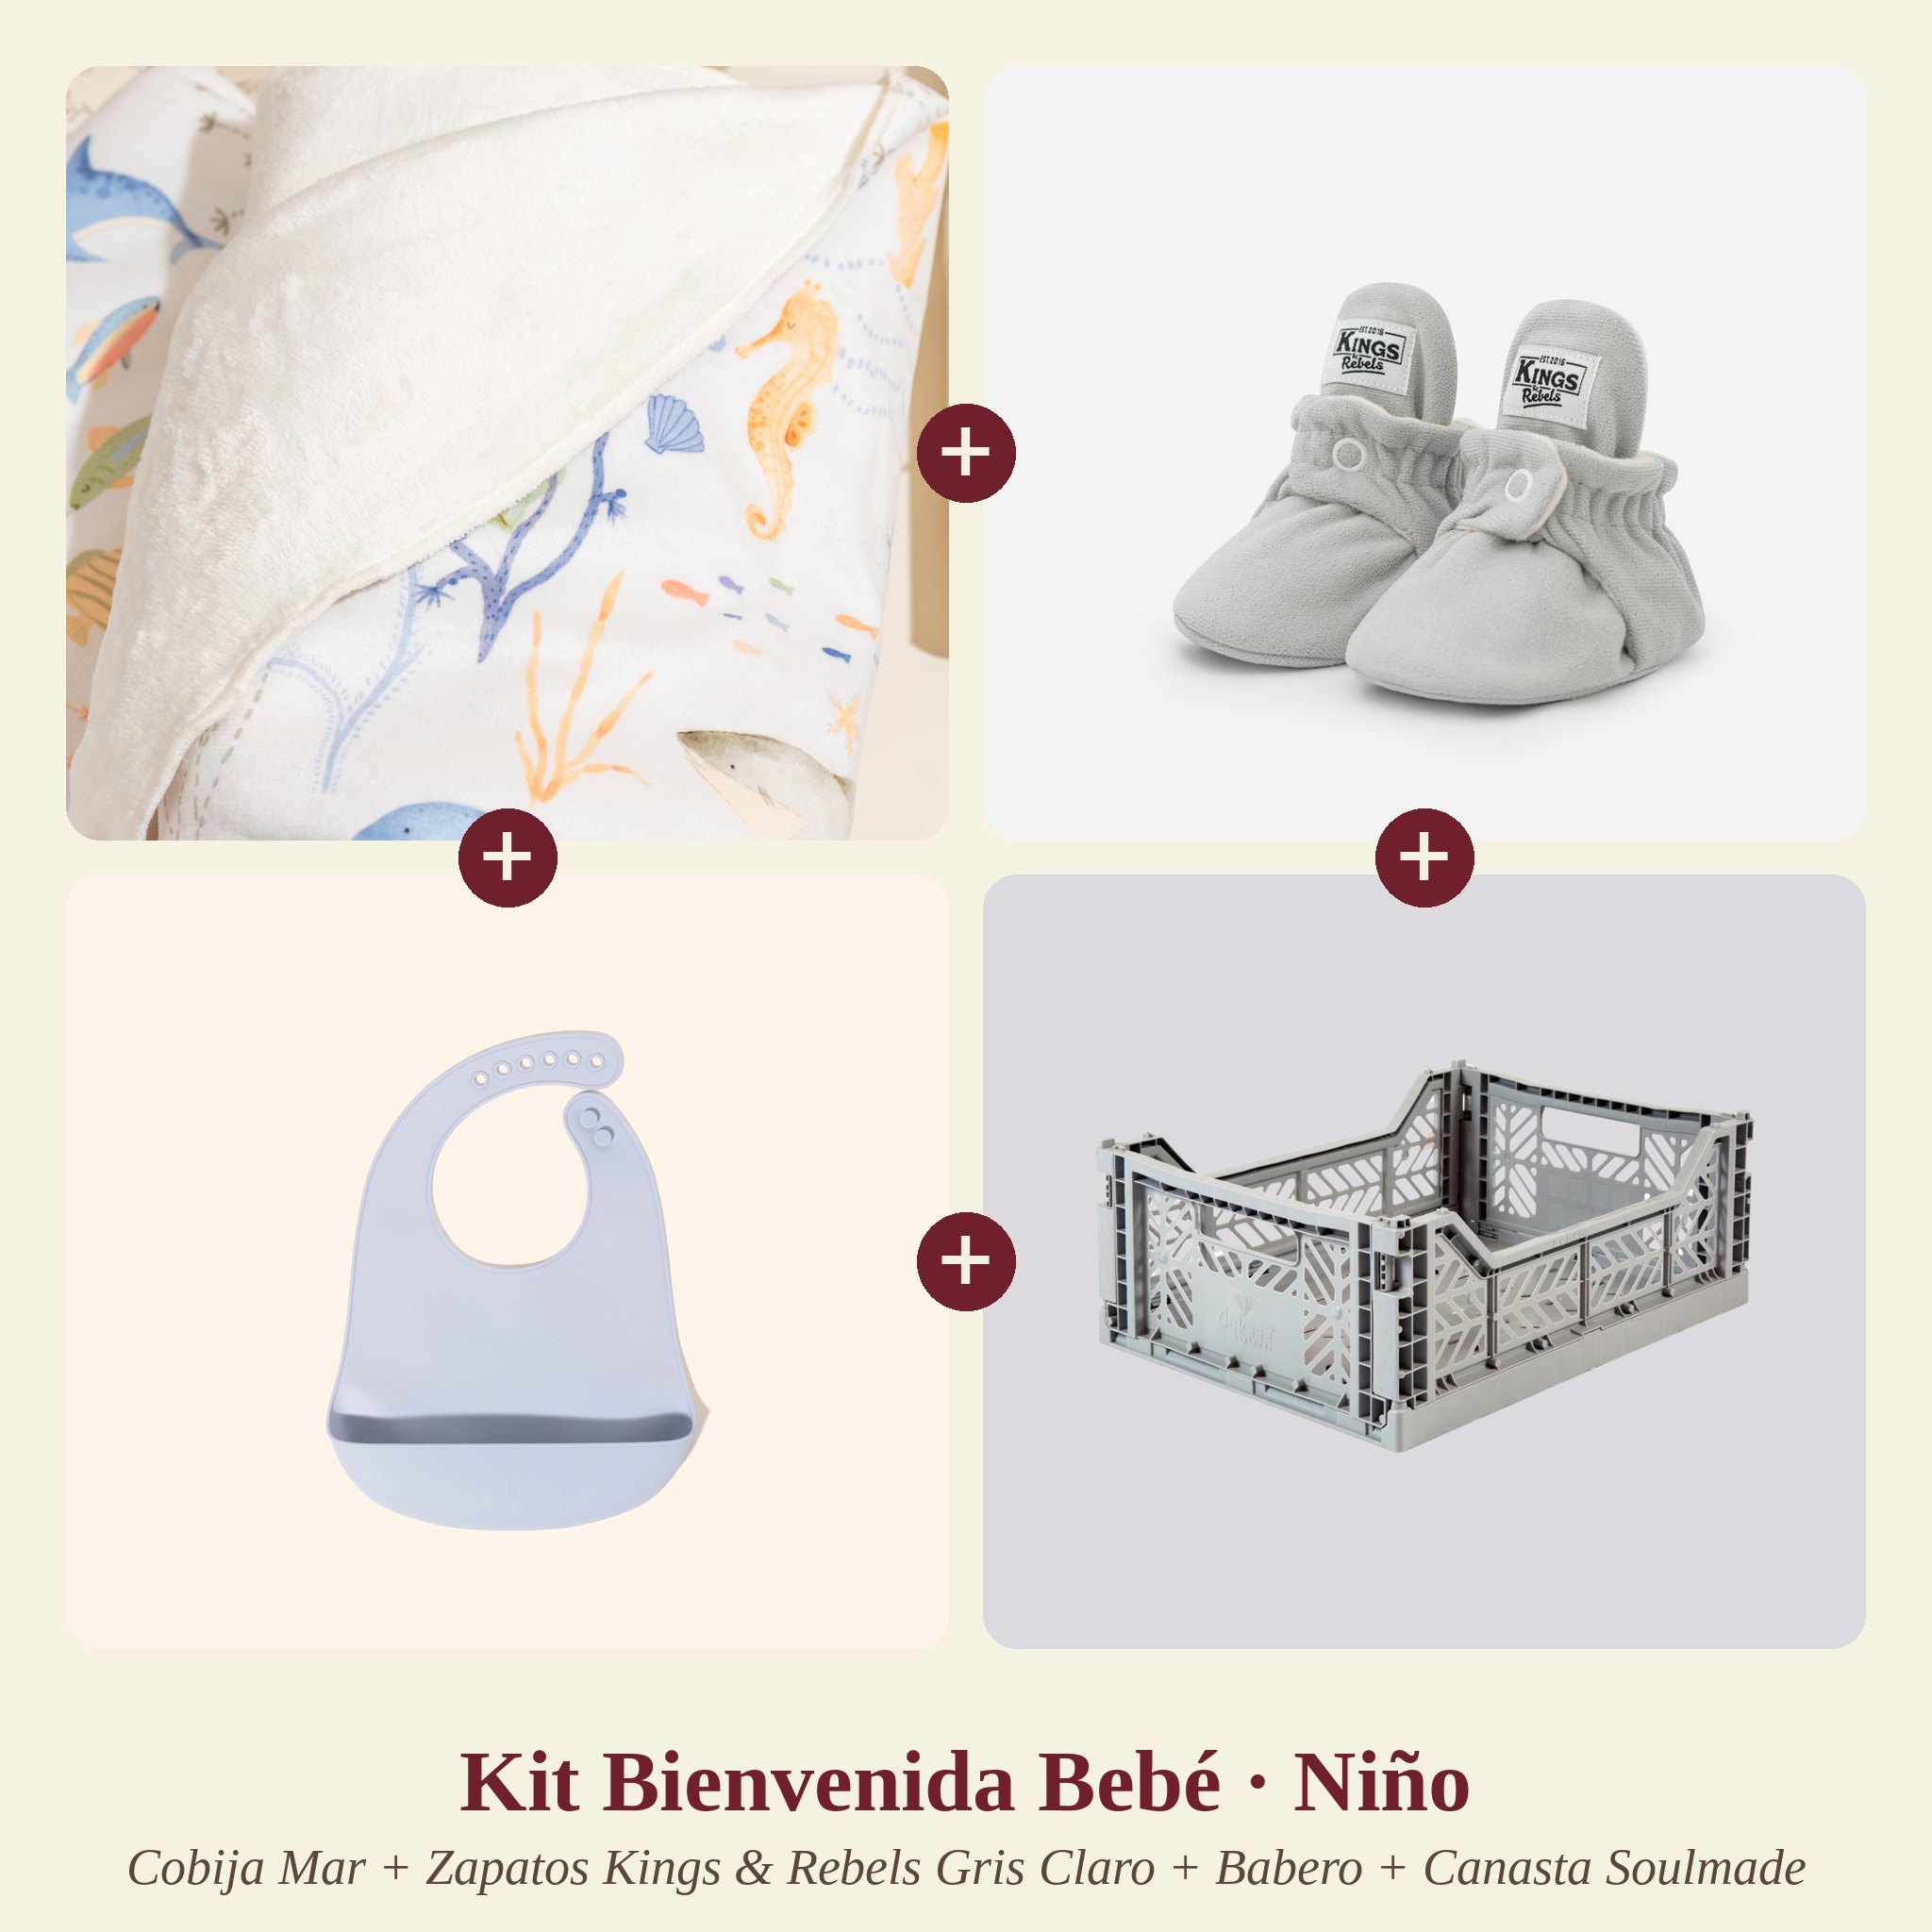 EST. 2016
KINGS
&
Rebels
EST. 2016
KINGS
&
Rebels
Kit Bienvenida Bebé · Niño
Cobija Mar + Zapatos Kings & Rebels Gris Claro + Babero + Canasta Soulmade